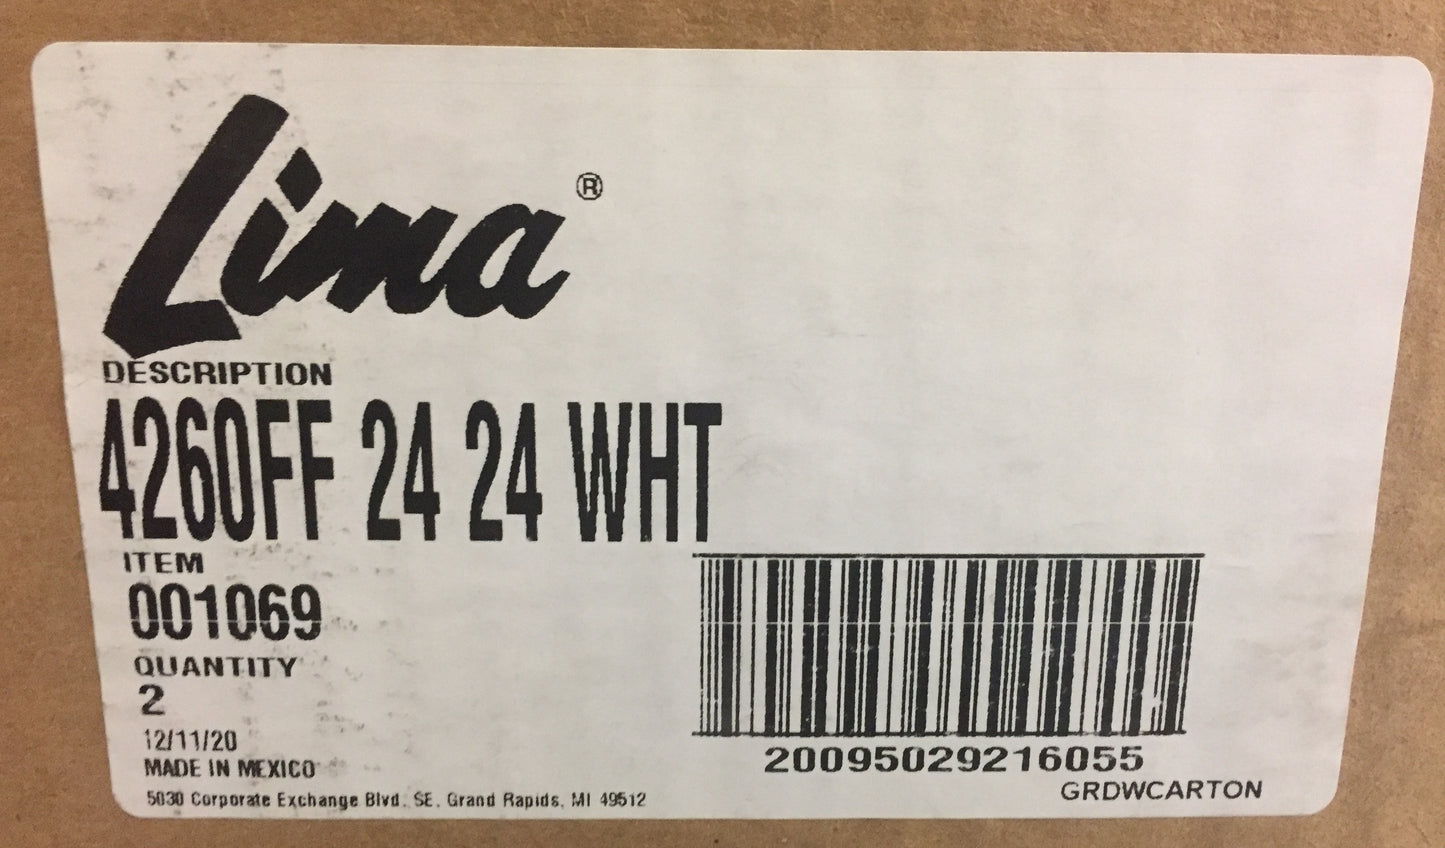 Lima®
DESCRIPTION
4260FF 24 24 WHT
ITEM
001069
QUANTITY
2
12/11/20
MADE IN MEXICO
5030 Corporate Exchange Blvd. SE. Grand Rapids, MI 49512
20095029216055
GRDWCARTON